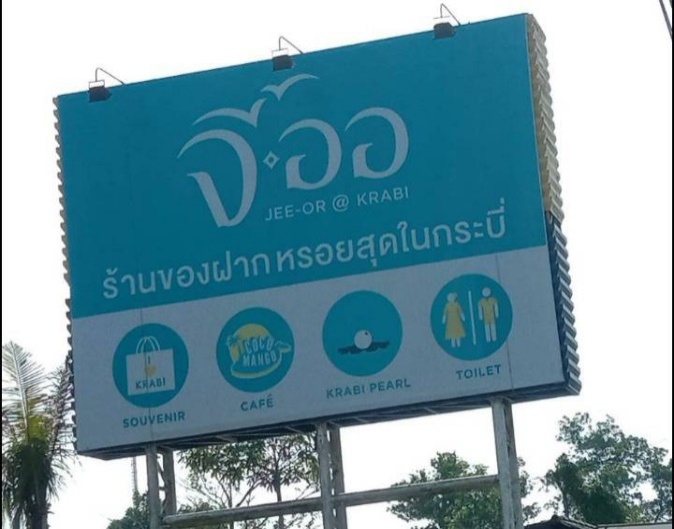 จี·ออ
JEE-OR @ KRABI
ร้านของฝาก หรอยสุดในกระบี่
I
KRABI
COCO
MANGO
SOUVENIR
CAFÉ
KRABI PEARL
TOILET